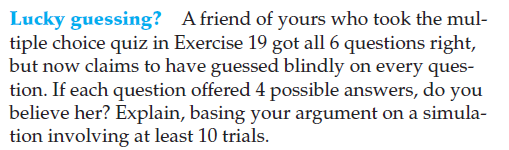 Lucky guessing? A friend of yours who took the mul-
tiple choice quiz in Exercise 19 got all 6 questions right,
but now claims to have guessed blindly on every ques-
tion. If each question offered 4 possible answers, do you
believe her? Explain, basing your argument on a simula-
tion involving at least 10 trials.